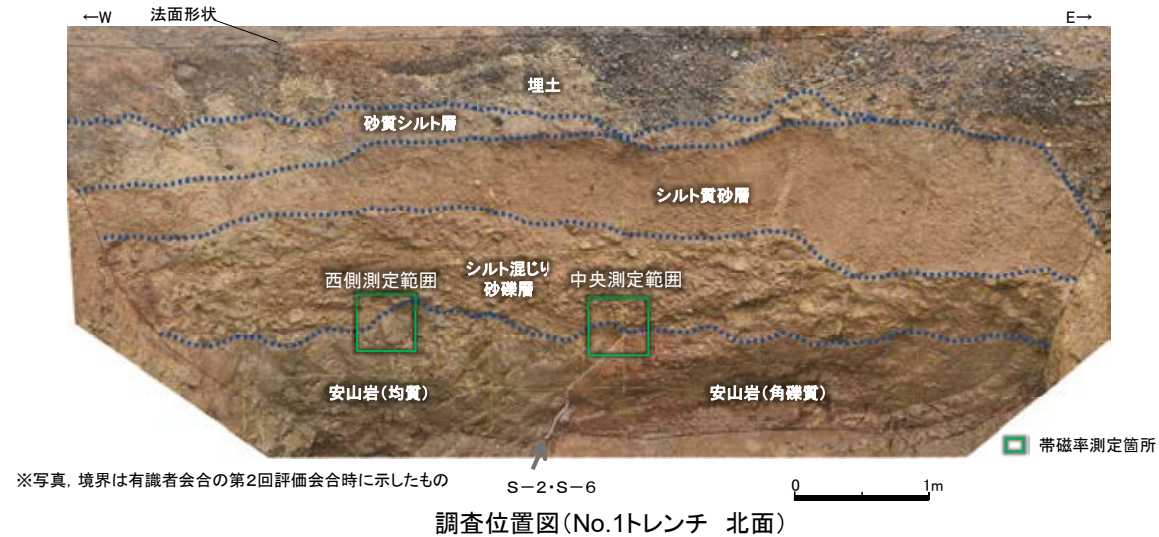 ←W
法面形状
E→
埋土
砂質シルト層
シルト質砂層
シルト混じり
砂礫層
西側測定範囲
中央測定範囲
安山岩(均質)
安山岩(角礫質)
帯磁率測定箇所
※写真，境界は有識者会合の第2回評価会合時に示したもの
S－2・S－6
0
1m
調査位置図(No.1トレンチ　北面)